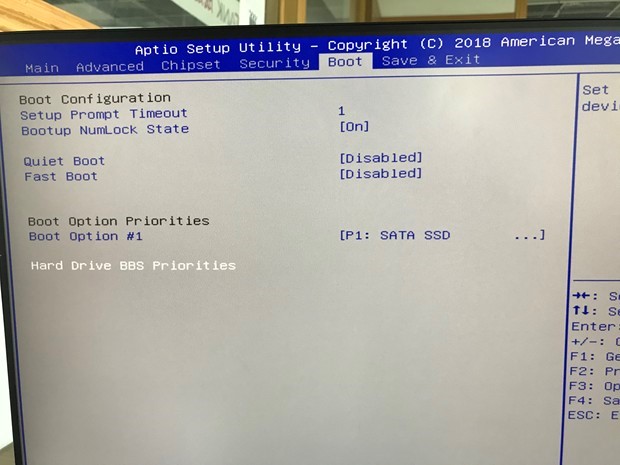 Aptio Setup Utility – Copyright (C) 2018 American Mega
Main Advanced Chipset Security Boot Save & Exit
Boot Configuration
Setup Prompt Timeout 1
Bootup NumLock State [On]
Quiet Boot [Disabled]
Fast Boot [Disabled]
Boot Option Priorities
Boot Option #1 [P1: SATA SSD ...]
Hard Drive BBS Priorities
Set
devi
→←: S
↑↓: Se
Enter:
+/-:
F1: Ge
F2: Pr
F3: Op
F4: Sa
ESC: E